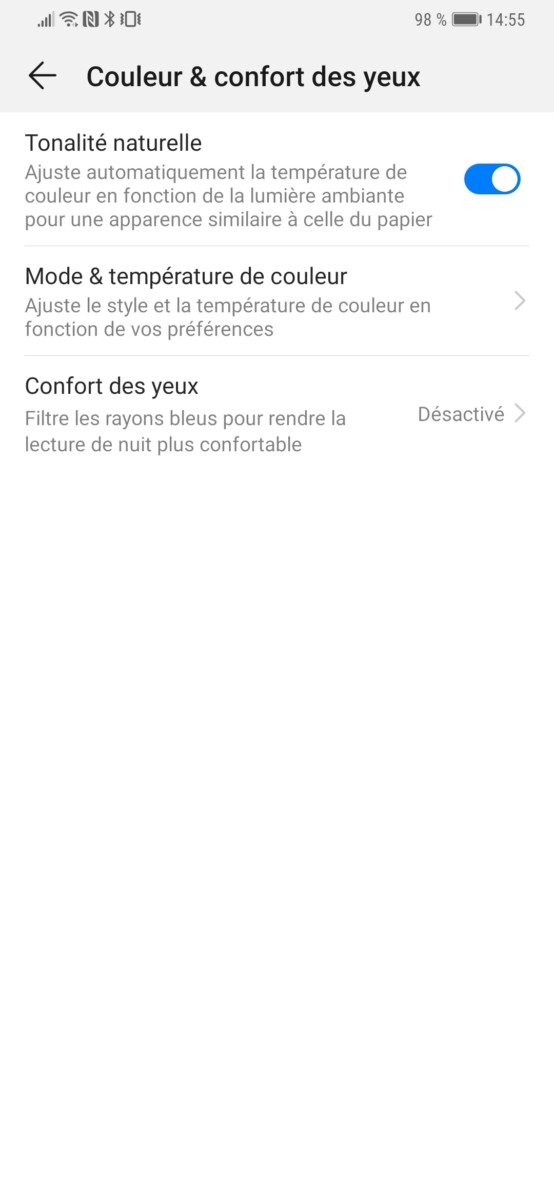 98 % 14:55
Couleur & confort des yeux
Tonalité naturelle
Ajuste automatiquement la température de
couleur en fonction de la lumière ambiante
pour une apparence similaire à celle du papier
Mode & température de couleur
Ajuste le style et la température de couleur en
fonction de vos préférences
Confort des yeux
Filtre les rayons bleus pour rendre la
lecture de nuit plus confortable
Désactivé